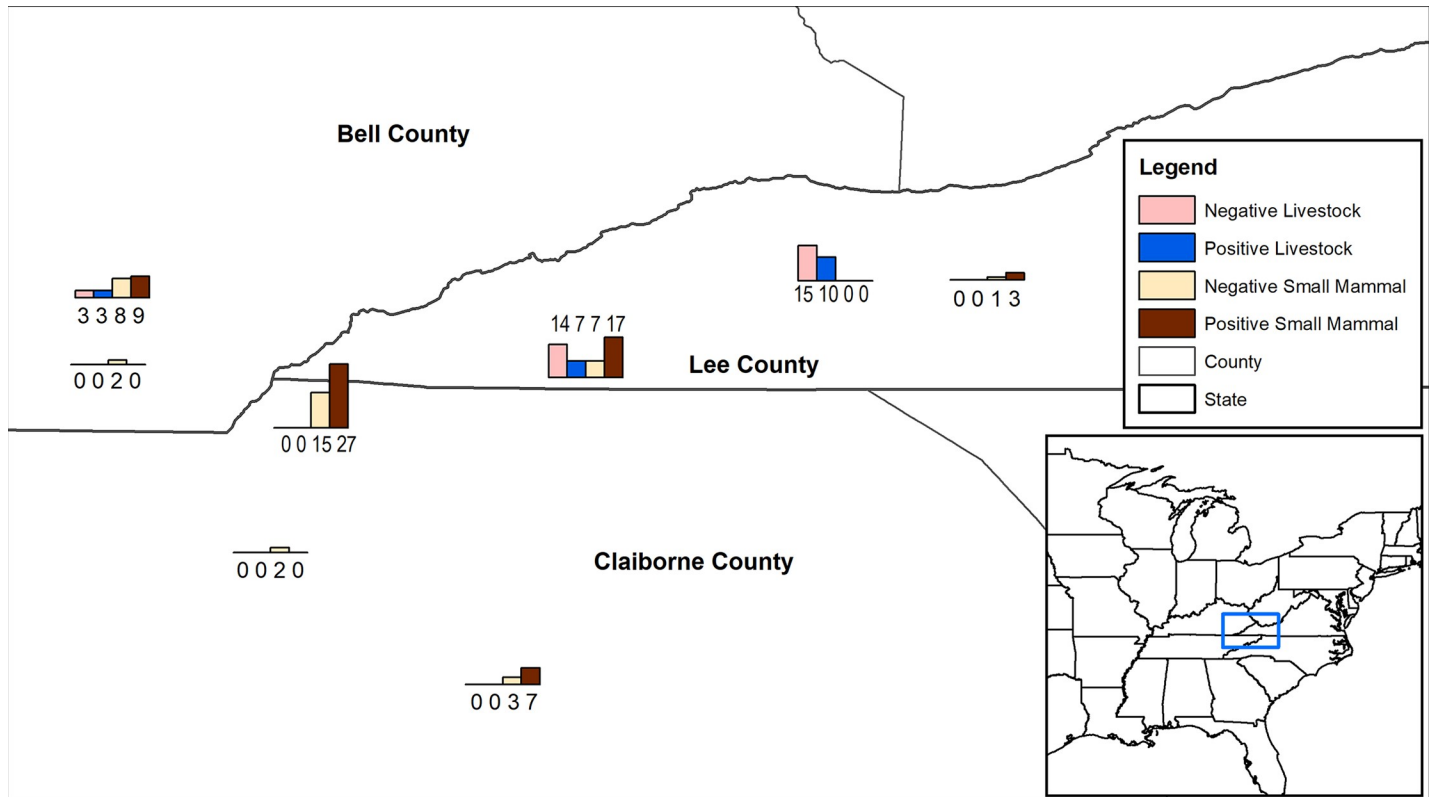 Bell County
Legend
Negative Livestock
Positive Livestock
Negative Small Mammal
Positive Small Mammal
County
State
15 10 0 0
0 0 1 3
3 3 8 9
14 7 7 17
Lee County
0 0 2 0
0 0 15 27
Claiborne County
0 0 2 0
0 0 3 7